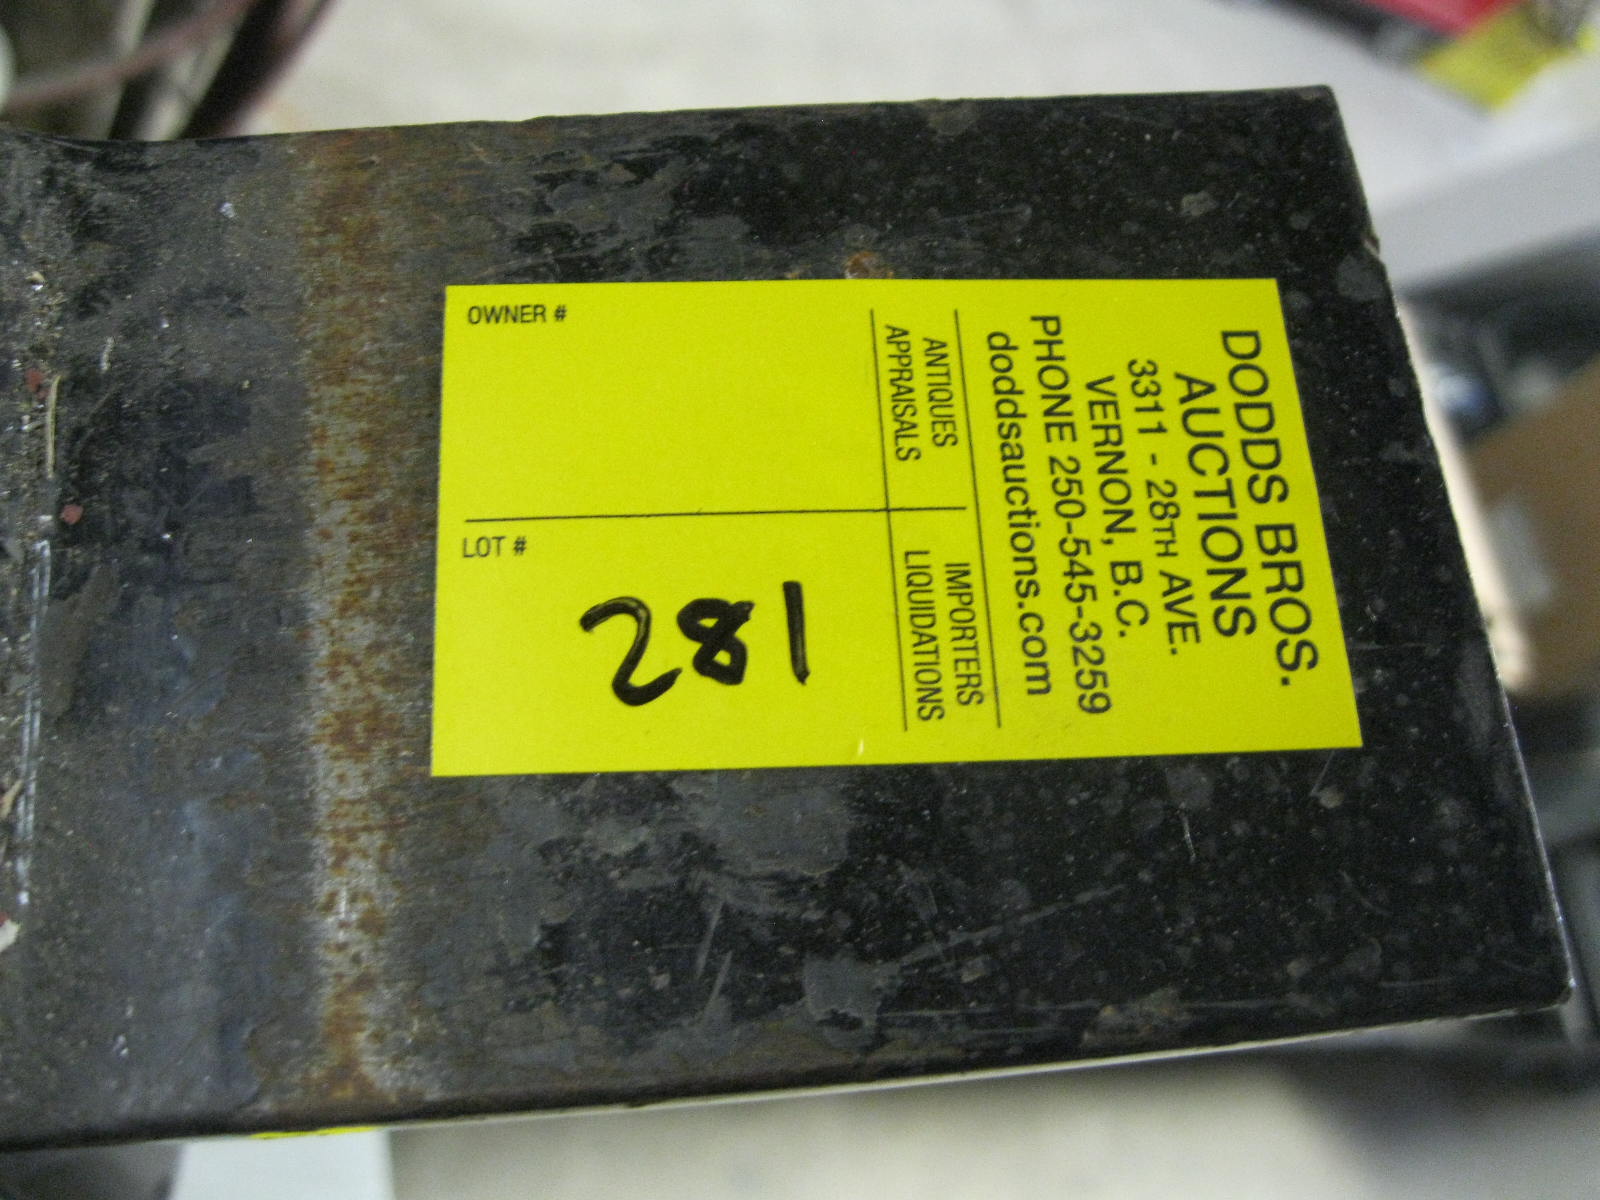 DODDS BROS.
AUCTIONS
3311 - 28TH AVE.
VERNON, B.C.
PHONE 250-545-3259
doddsauctions.com
ANTIQUES IMPORTERS
APPRAISALS LIQUIDATIONS
OWNER #
LOT #
281